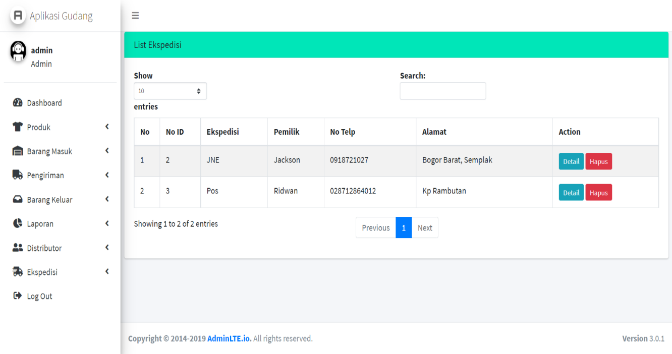 Aplikasi Gudang
admin
Admin
Dashboard
Produk
Barang Masuk
Pengiriman
Barang Keluar
Laporan
Distributor
Ekspedisi
Log Out
List Ekspedisi
Show
Search:
10
entries
No No ID Ekspedisi Pemilik No Telp Alamat Action
1 2 JNE Jackson 0918721027 Bogor Barat, Semplak Detail Hapus
2 3 Pos Ridwan 028712864012 Kp Rambutan Detail Hapus
Showing 1 to 2 of 2 entries
Previous 1 Next
Copyright © 2014-2019 AdminLTE.io. All rights reserved. Version 3.0.1